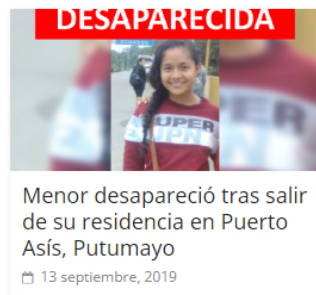 DESAPARECIDA
SUPER
Menor desapareció tras salir
de su residencia en Puerto
Asís, Putumayo
13 septiembre, 2019